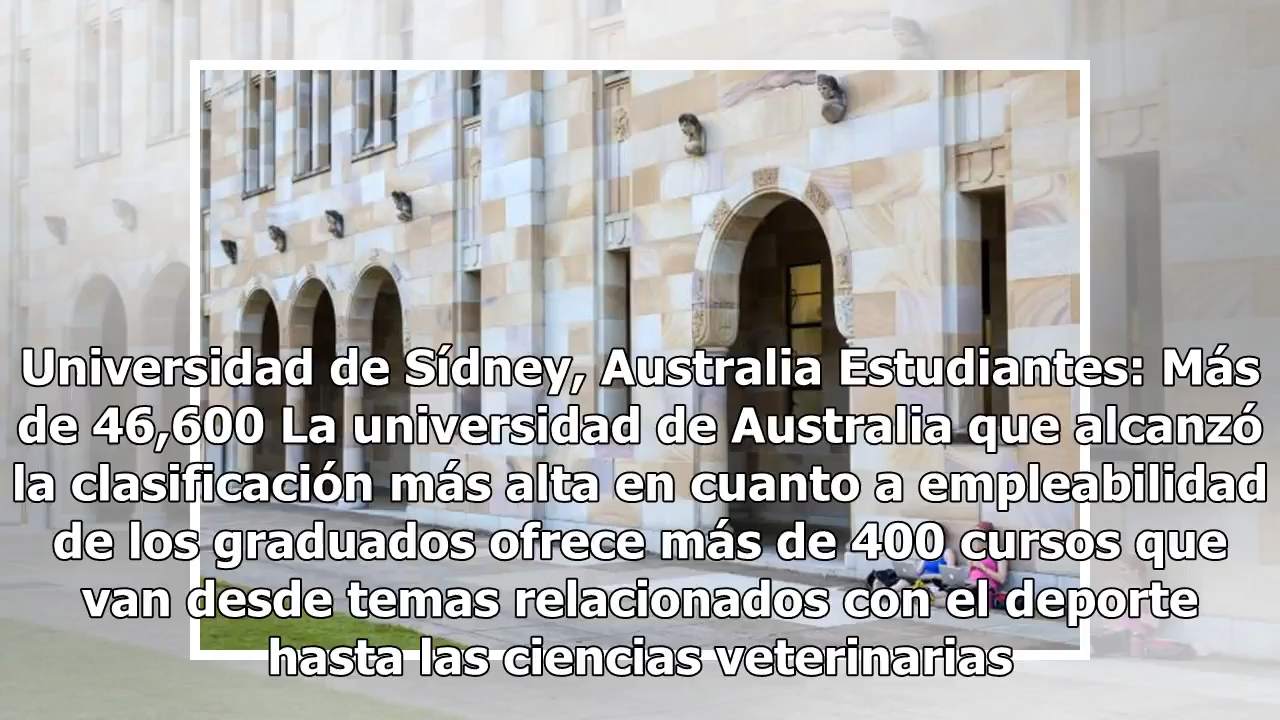 Universidad de Sídney, Australia Estudiantes: Más
de 46,600 La universidad de Australia que alcanzó
la clasificación más alta en cuanto a empleabilidad
de los graduados ofrece más de 400 cursos que
van desde temas relacionados con el deporte
hasta las ciencias veterinarias